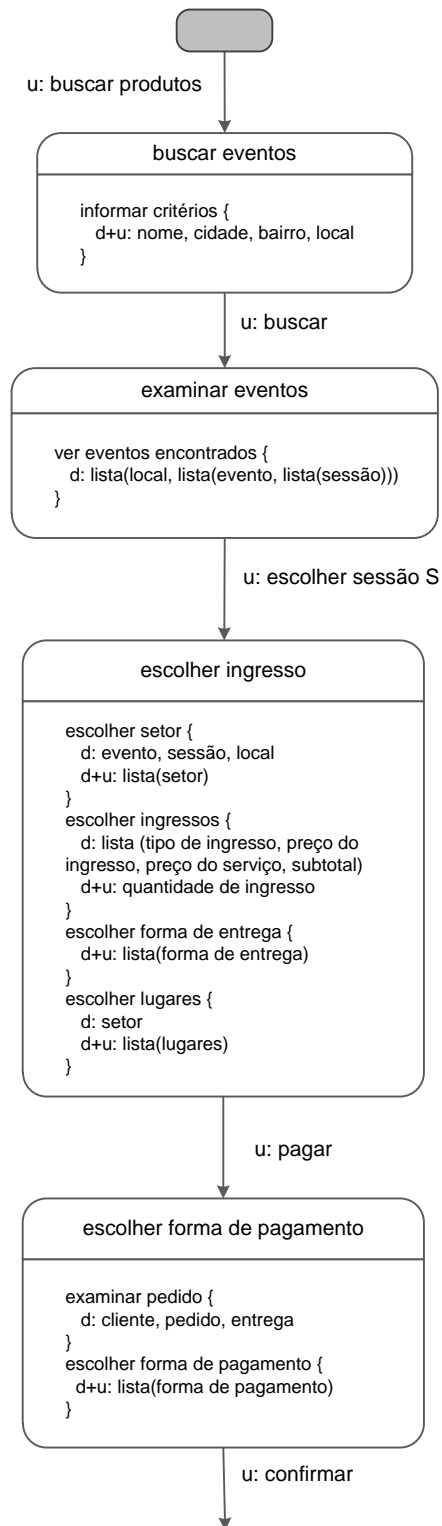 u: buscar produtos
buscar eventos
informar critérios {
d+u: nome, cidade, bairro, local
}
u: buscar
examinar eventos
ver eventos encontrados {
d: lista(local, lista(evento, lista(sessão)))
}
u: escolher sessão S
escolher ingresso
escolher setor {
d: evento, sessão, local
d+u: lista(setor)
}
escolher ingressos {
d: lista (tipo de ingresso, preço do
ingresso, preço do serviço, subtotal)
d+u: quantidade de ingresso
}
escolher forma de entrega {
d+u: lista(forma de entrega)
}
escolher lugares {
d: setor
d+u: lista(lugares)
}
u: pagar
escolher forma de pagamento
examinar pedido {
d: cliente, pedido, entrega
}
escolher forma de pagamento {
d+u: lista(forma de pagamento)
}
u: confirmar